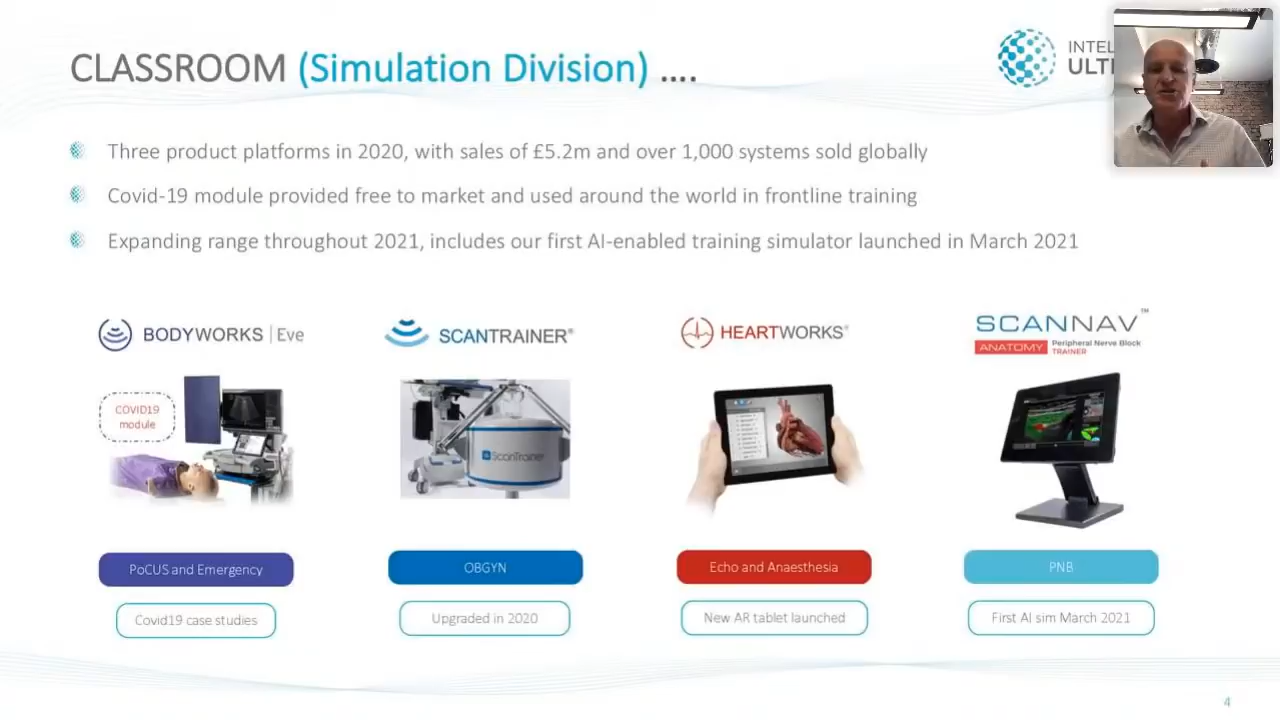 CLASSROOM (Simulation Division) ....
INTEL
ULT
Three product platforms in 2020, with sales of £5.2m and over 1,000 systems sold globally
Covid-19 module provided free to market and used around the world in frontline training
Expanding range throughout 2021, includes our first AI-enabled training simulator launched in March 2021
BODYWORKS | Eve
SCANTRAINER®
HEARTWORKS®
SCANNAV™
ANATOMY Peripheral Nerve Block
TRAINER
COVID19
module
ScanTrainer
PoCUS and Emergency
OBGYN
Echo and Anaesthesia
PNB
Covid19 case studies
Upgraded in 2020
New AR tablet launched
First AI sim March 2021
4